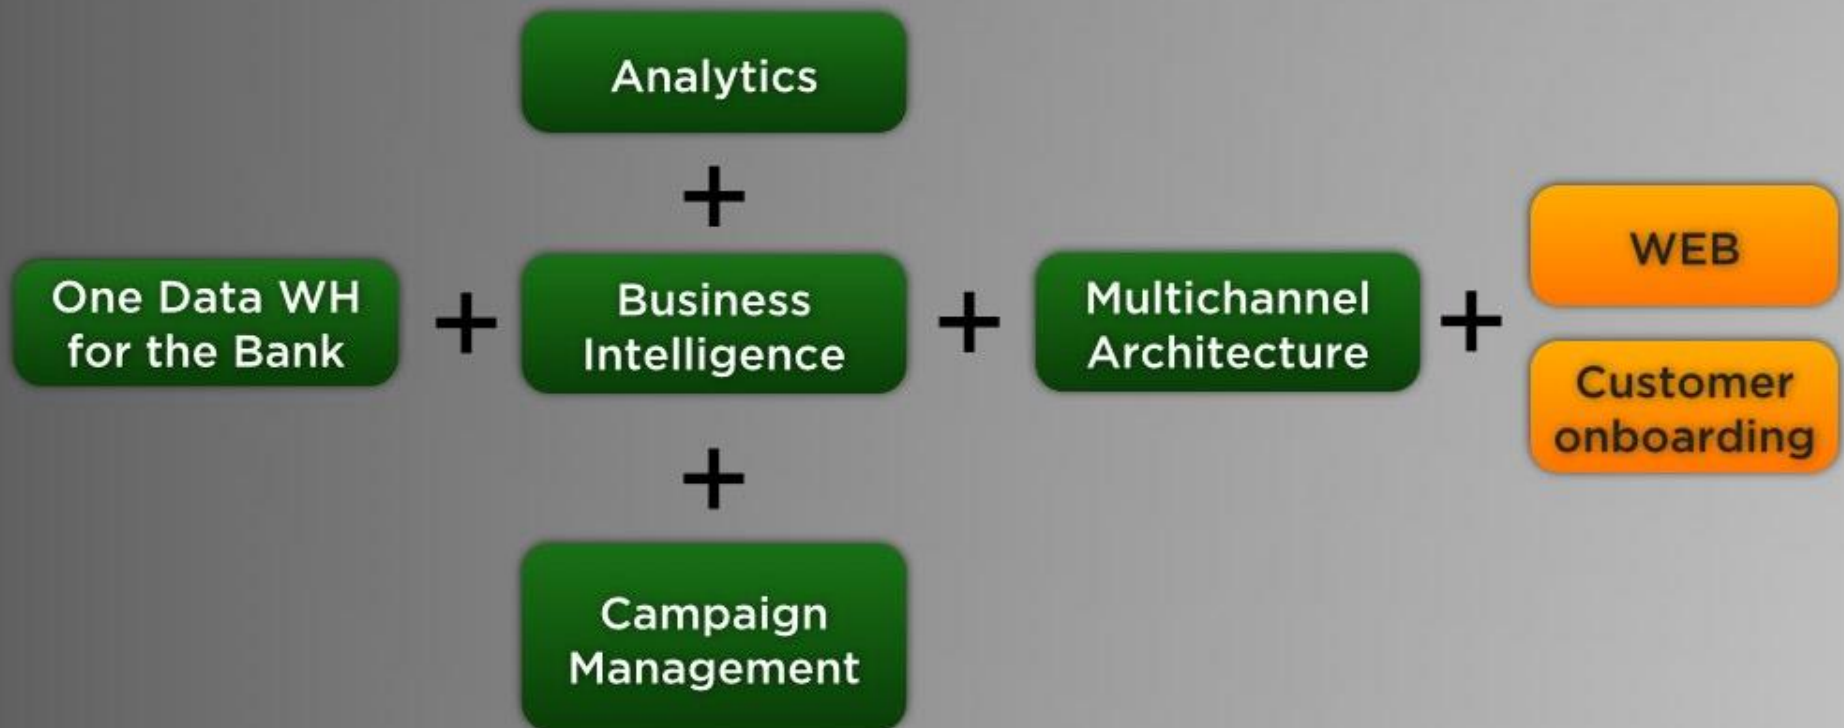 Analytics
+
One Data WH
for the Bank
+
Business
Intelligence
+
Multichannel
Architecture
+
WEB
Customer
onboarding
+
Campaign
Management